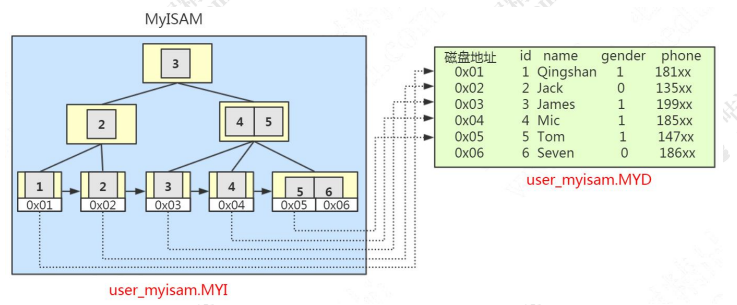 MyISAM
3
2
4 5
1 2 3 4 5 6
0x01 0x02 0x03 0x04 0x05 0x06
user_myisam.MYI
磁盘地址 id name gender phone
0x01 1 Qingshan 1 181xx
0x02 2 Jack 0 135xx
0x03 3 James 1 199xx
0x04 4 Mic 1 185xx
0x05 5 Tom 1 147xx
0x06 6 Seven 0 186xx
user_myisam.MYD